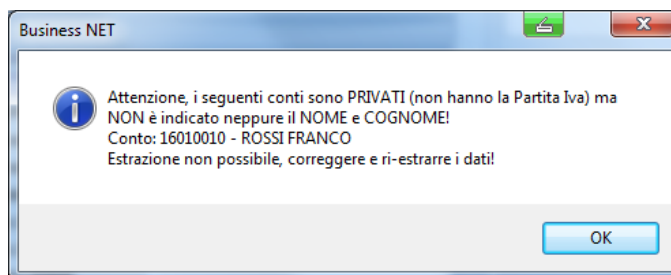 Business NET
Attenzione, i seguenti conti sono PRIVATI (non hanno la Partita Iva) ma
NON è indicato neppure il NOME e COGNOME!
Conto: 16010010 - ROSSI FRANCO
Estrazione non possibile, correggere e ri-estrarre i dati!
OK